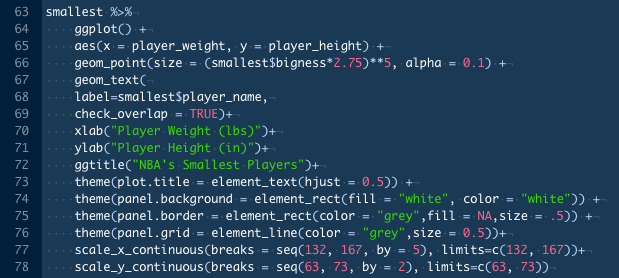 63 smallest %>%
64 ggplot() +
65 aes(x = player_weight, y = player_height) +
66 geom_point(size = (smallest$bigness*2.75)**5, alpha = 0.1) +
67 geom_text(
68 label=smallest$player_name,
69 check_overlap = TRUE)+
70 xlab("Player Weight (lbs)")+
71 ylab("Player Height (in)")+
72 ggtitle("NBA's Smallest Players")+
73 theme(plot.title = element_text(hjust = 0.5)) +
74 theme(panel.background = element_rect(fill = "white", color = "white")) +
75 theme(panel.border = element_rect(color = "grey",fill = NA,size = .5)) +
76 theme(panel.grid = element_line(color = "grey",size = 0.5))+
77 scale_x_continuous(breaks = seq(132, 167, by = 5), limits=c(132, 167))+
78 scale_y_continuous(breaks = seq(63, 73, by = 2), limits=c(63, 73))